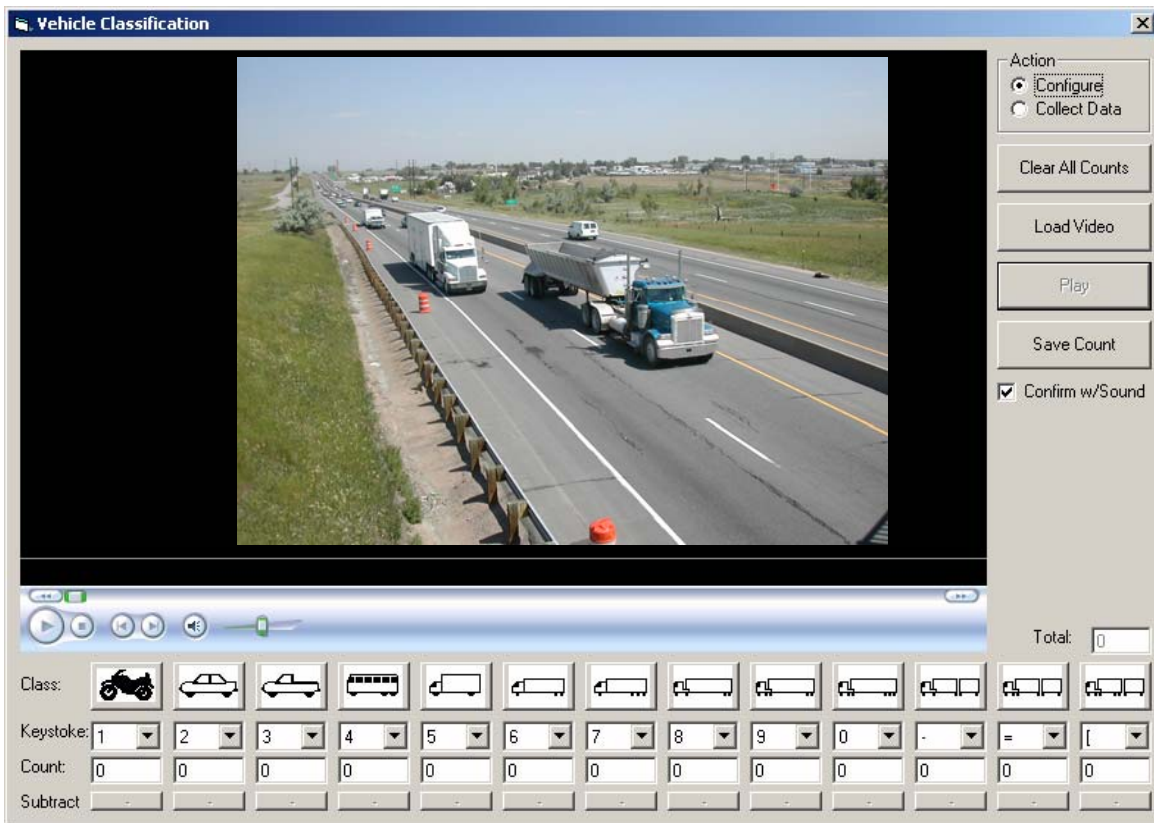 Vehicle Classification
Action
Configure
Collect Data
Clear All Counts
Load Video
Play
Save Count
Confirm w/Sound
Total: 0
Class:
Keystoke: 1 2 3 4 5 6 7 8 9 0 - = [
Count: 0 0 0 0 0 0 0 0 0 0 0 0 0
Subtract - - - - - - - - - - - - -